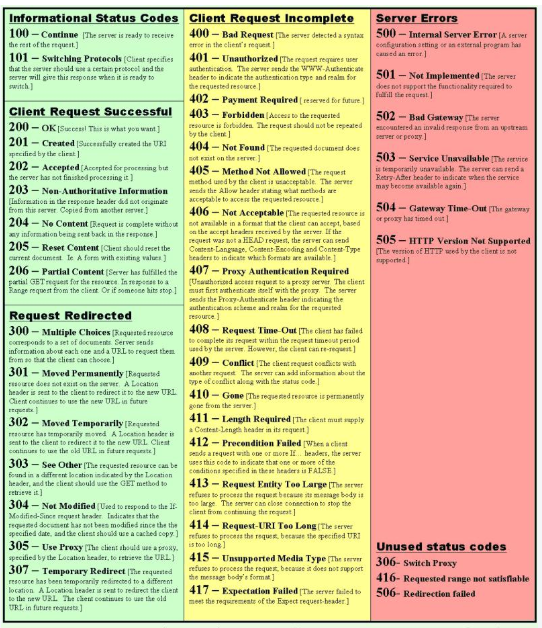 Informational Status Codes
100 – Continue [The server is ready to receive
the rest of the request.]
101 – Switching Protocols [Client specifies
that the server should use a certain protocol and the
server will give this response when it is ready to
switch.]
Client Request Successful
200 – OK [Success! This is what you want.]
201 – Created [Successfully created the URI
specified by the client.]
202 – Accepted [Accepted for processing but
the server has not finished processing it.]
203 – Non-Authoritative Information
[Information in the response header did not originate
from this server. Copied from another server.]
204 – No Content [Request is complete without
any information being sent back in the response.]
205 – Reset Content [Client should reset the
current document. Ie. A form with existing values.]
206 – Partial Content [Server has fulfilled the
partial GET request for the resource. In response to a
Range request from the client. Or if someone hits stop.]
Request Redirected
300 – Multiple Choices [Requested resource
corresponds to a set of documents. Server sends
information about each one and a URL to request them
from so that the client can choose.]
301 – Moved Permanently [Requested
resource does not exist on the server. A Location
header is sent to the client to redirect it to the new URL.
Client continues to use the new URL in future
requests.]
302 – Moved Temporarily [Requested
resource has temporarily moved. A Location header is
sent to the client to redirect it to the new URL. Client
continues to use the old URL in future requests.]
303 – See Other [The requested resource can be
found in a different location indicated by the Location
header, and the client should use the GET method to
retrieve it.]
304 – Not Modified [Used to respond to the If-
Modified-Since request header. Indicates that the
requested document has not been modified since the the
specified date, and the client should use a cached copy.]
305 – Use Proxy [The client should use a proxy,
specified by the Location header, to retrieve the URL.]
307 – Temporary Redirect [The requested
resource has been temporarily redirected to a different
location. A Location header is sent to redirect the client
to the new URL. The client continues to use the old
URL in future requests.]
Client Request Incomplete
400 – Bad Request [The server detected a syntax
error in the client's request.]
401 – Unauthorized [The request requires user
authentication. The server sends the WWW-Authenticate
header to indicate the authentication type and realm for
the requested resource.]
402 – Payment Required [reserved for future.]
403 – Forbidden [Access to the requested
resource is forbidden. The request should not be repeated
by the client.]
404 – Not Found [The requested document does
not exist on the server.]
405 – Method Not Allowed [The request
method used by the client is unacceptable. The server
sends the Allow header stating what methods are
acceptable to access the requested resource.]
406 – Not Acceptable [The requested resource is
not available in a format that the client can accept, based
on the accept headers received by the server. If the
request was not a HEAD request, the server can send
Content-Language, Content-Encoding and Content-Type
headers to indicate which formats are available.]
407 – Proxy Authentication Required
[Unauthorized access request to a proxy server. The client
must first authenticate itself with the proxy. The server
sends the Proxy-Authenticate header indicating the
authentication scheme and realm for the requested
resource.]
408 – Request Time-Out [The client has failed
to complete its request within the request timeout period
used by the server. However, the client can re-request.]
409 – Conflict [The client request conflicts with
another request. The server can add information about the
type of conflict along with the status code.]
410 – Gone [The requested resource is permanently
gone from the server.]
411 – Length Required [The client must supply
a Content-Length header in its request.]
412 – Precondition Failed [When a client
sends a request with one or more If... headers, the server
uses this code to indicate that one or more of the
conditions specified in these headers is FALSE.]
413 – Request Entity Too Large [The server
refuses to process the request because its message body is
too large. The server can close connection to stop the
client from continuing the request.]
414 – Request-URI Too Long [The server
refuses to process the request, because the specified URI
is too long.]
415 – Unsupported Media Type [The server
refuses to process the request, because it does not support
the message body's format.]
417 – Expectation Failed [The server failed to
meet the requirements of the Expect request-header.]
Server Errors
500 – Internal Server Error [A server
configuration setting or an external program has
caused an error.]
501 – Not Implemented [The server
does not support the functionality required to
fulfill the request.]
502 – Bad Gateway [The server
encountered an invalid response from an upstream
server or proxy.]
503 – Service Unavailable [The service
is temporarily unavailable. The server can send a
Retry-After header to indicate when the service
may become available again.]
504 – Gateway Time-Out [The gateway
or proxy has timed out.]
505 – HTTP Version Not Supported
[The version of HTTP used by the client is not
supported.]
Unused status codes
306- Switch Proxy
416- Requested range not satisfiable
506- Redirection failed